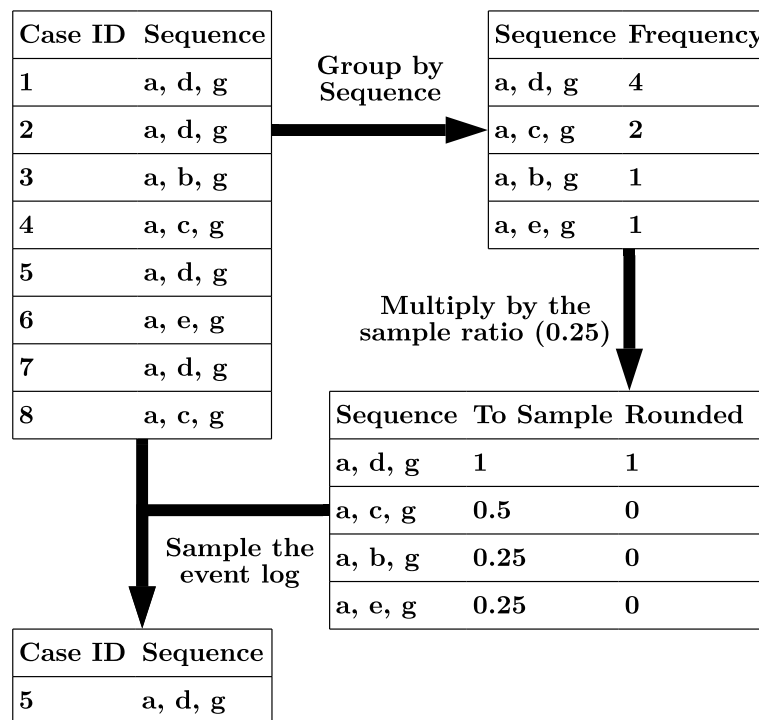 Case ID Sequence
1 a, d, g
2 a, d, g
3 a, b, g
4 a, c, g
5 a, d, g
6 a, e, g
7 a, d, g
8 a, c, g
Group by
Sequence
Sequence Frequency
a, d, g 4
a, c, g 2
a, b, g 1
a, e, g 1
Multiply by the
sample ratio (0.25)
Sequence To Sample Rounded
a, d, g 1 1
a, c, g 0.5 0
a, b, g 0.25 0
a, e, g 0.25 0
Sample the
event log
Case ID Sequence
5 a, d, g